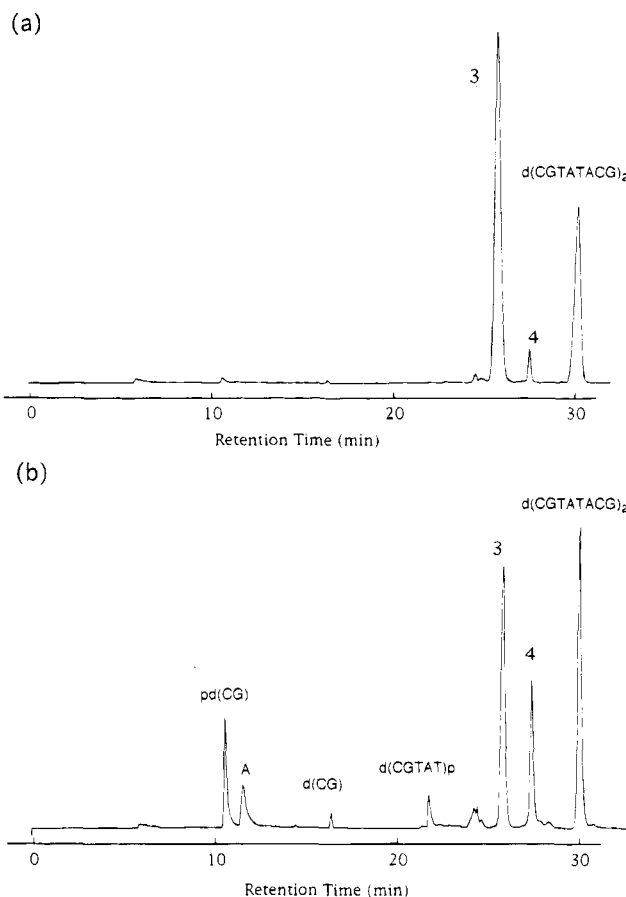 (a)
3
d(CGTATACG)₂
4
0 10 20 30
Retention Time (min)
(b)
d(CGTATACG)₂
3
4
pd(CG)
A
d(CG)
d(CGTAT)p
0 10 20 30
Retention Time (min)